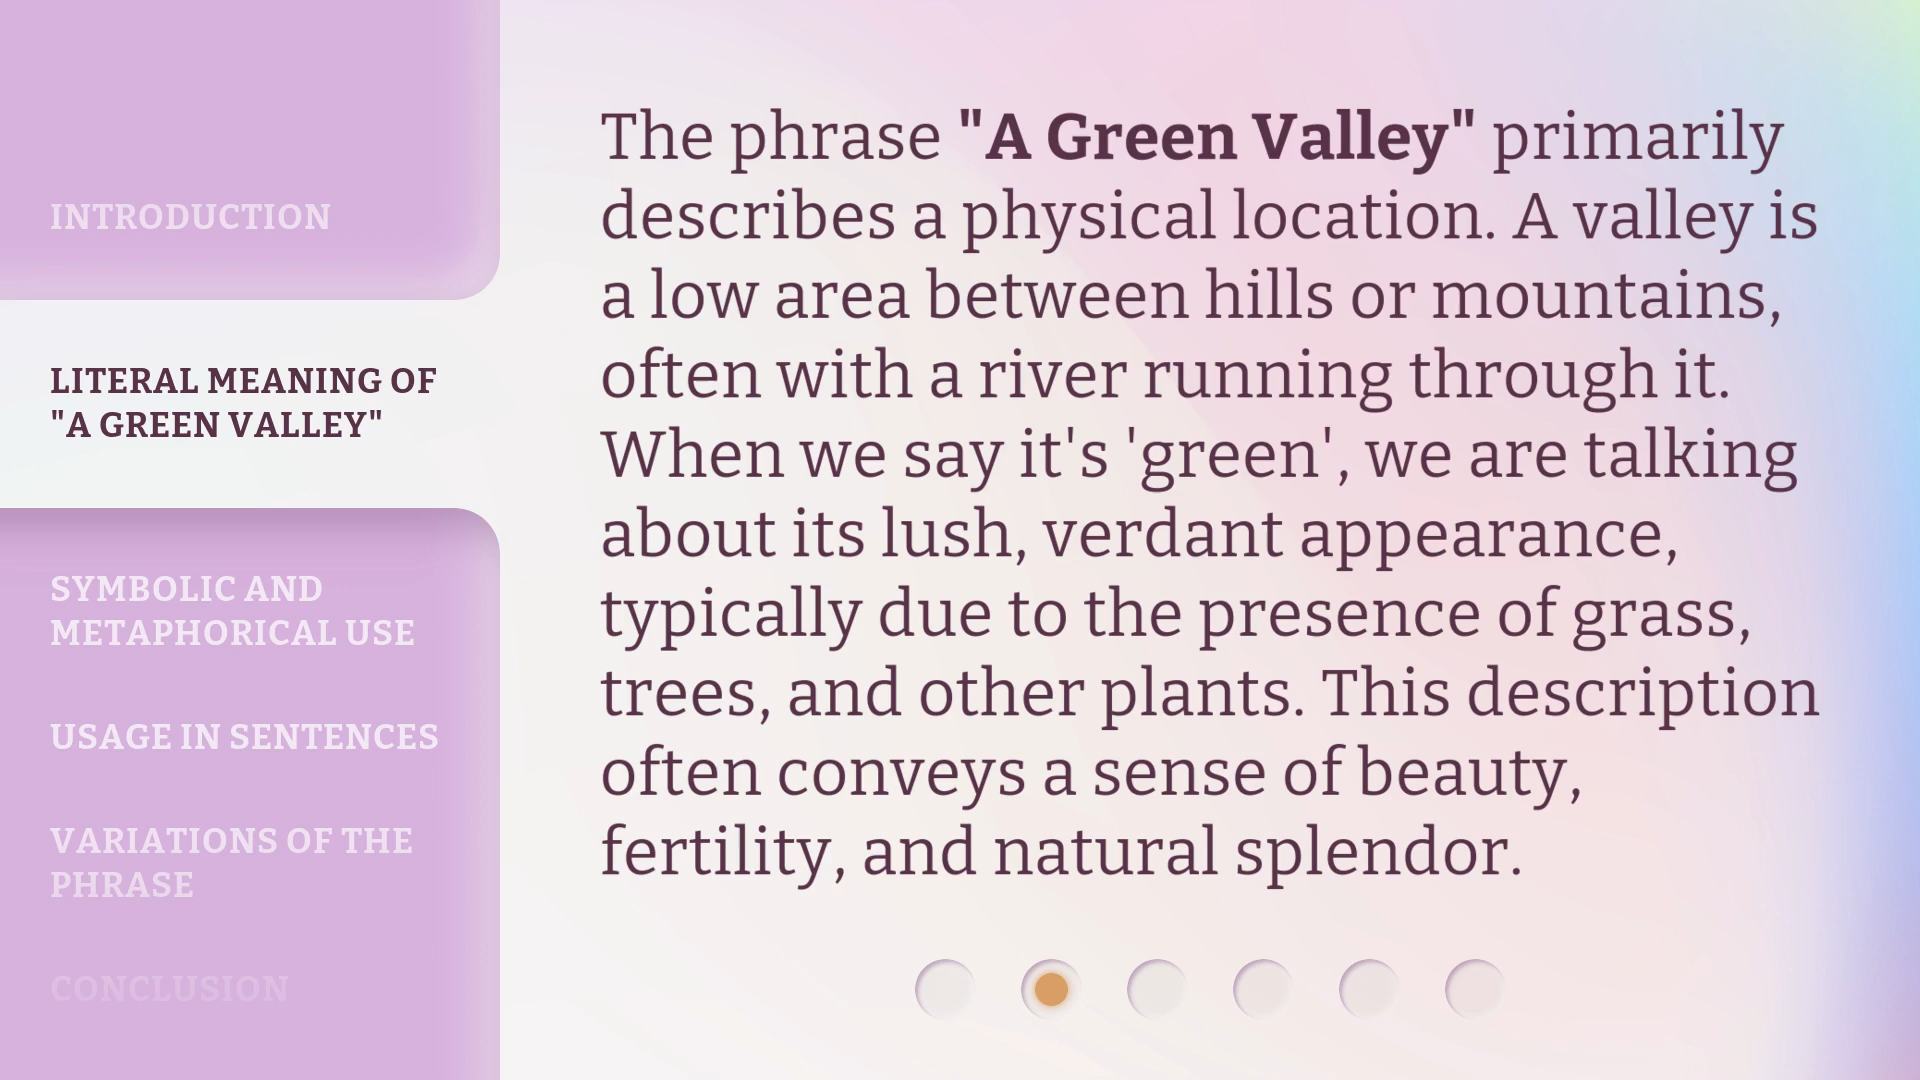 INTRODUCTION
LITERAL MEANING OF
"A GREEN VALLEY"
SYMBOLIC AND
METAPHORICAL USE
USAGE IN SENTENCES
VARIATIONS OF THE
PHRASE
CONCLUSION
The phrase "A Green Valley" primarily
describes a physical location. A valley is
a low area between hills or mountains,
often with a river running through it.
When we say it's 'green', we are talking
about its lush, verdant appearance,
typically due to the presence of grass,
trees, and other plants. This description
often conveys a sense of beauty,
fertility, and natural splendor.